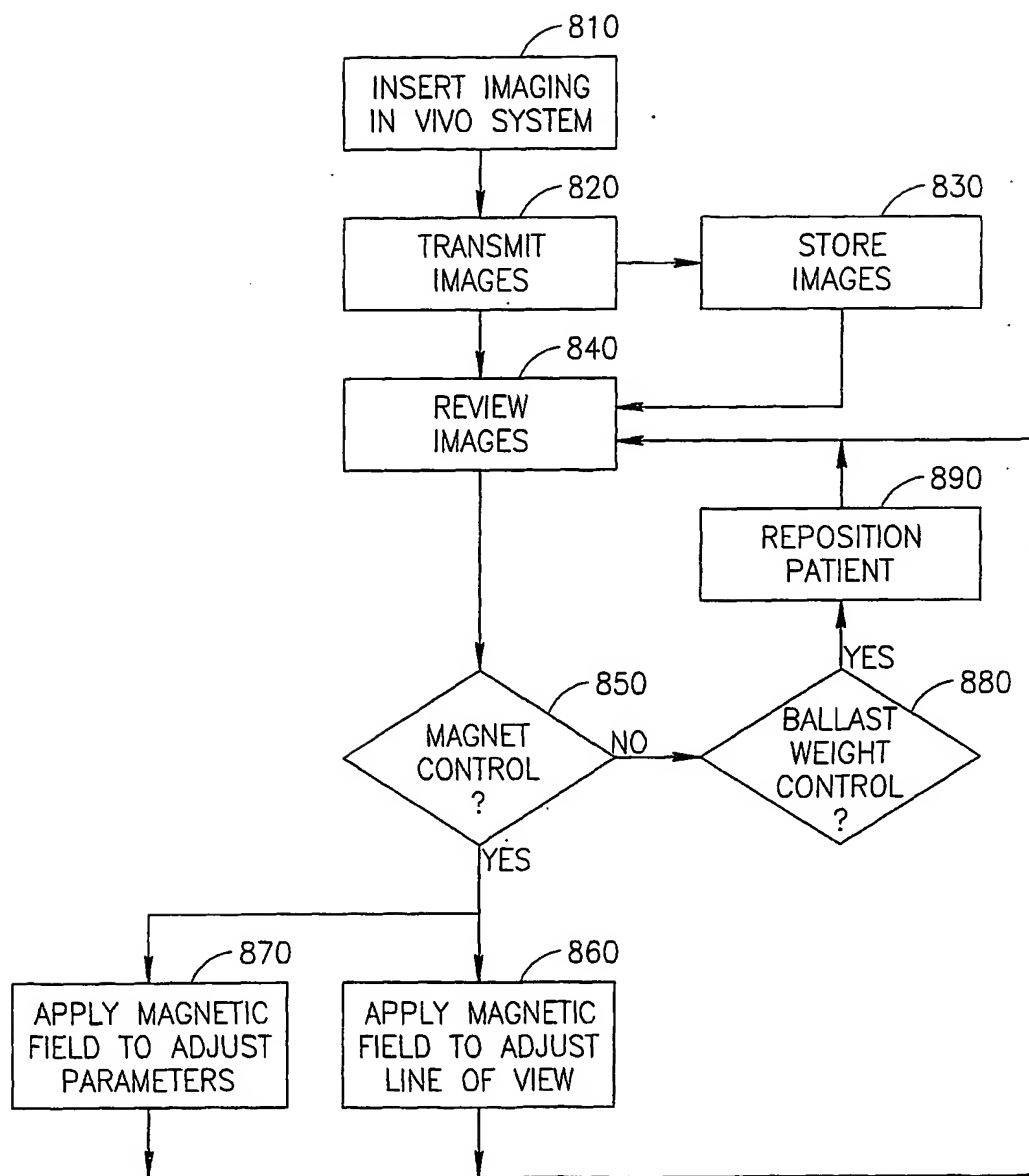 810
INSERT IMAGING
IN VIVO SYSTEM
820
TRANSMIT
IMAGES
830
STORE
IMAGES
840
REVIEW
IMAGES
890
REPOSITION
PATIENT
YES
850
MAGNET
CONTROL
?
NO
880
BALLAST
WEIGHT
CONTROL
?
YES
870
APPLY MAGNETIC
FIELD TO ADJUST
PARAMETERS
860
APPLY MAGNETIC
FIELD TO ADJUST
LINE OF VIEW